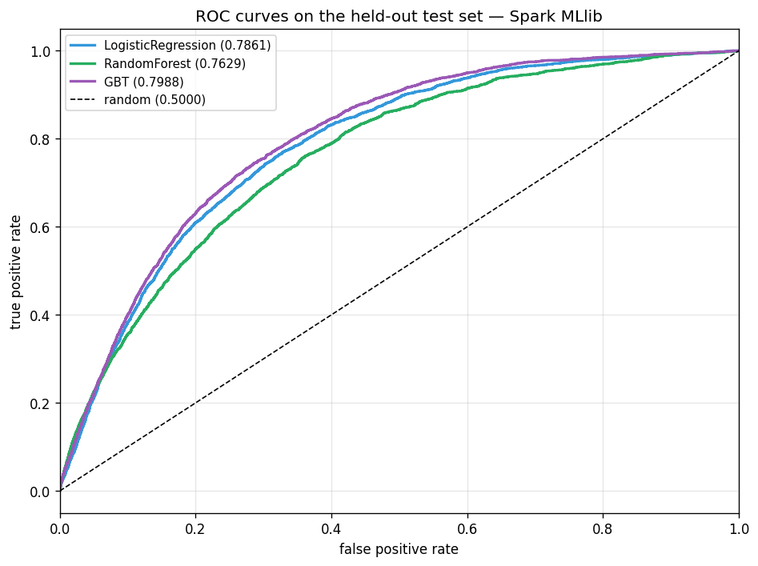 ROC curves on the held-out test set — Spark MLlib
LogisticRegression (0.7861)
RandomForest (0.7629)
GBT (0.7988)
random (0.5000)
true positive rate
1.0
0.8
0.6
0.4
0.2
0.0
0.0 0.2 0.4 0.6 0.8 1.0
false positive rate